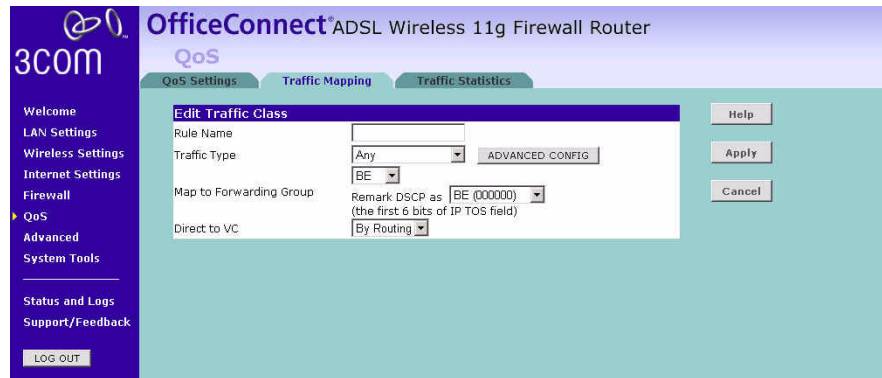 3COM
OfficeConnect® ADSL Wireless 11g Firewall Router
QoS
QoS Settings
Traffic Mapping
Traffic Statistics
Welcome
LAN Settings
Wireless Settings
Internet Settings
Firewall
QoS
Advanced
System Tools
Status and Logs
Support/Feedback
LOG OUT
Edit Traffic Class
Rule Name
Traffic Type Any ADVANCED CONFIG
BE
Map to Forwarding Group
Remark DSCP as BE (000000)
(the first 6 bits of IP TOS field)
Direct to VC By Routing
Help
Apply
Cancel